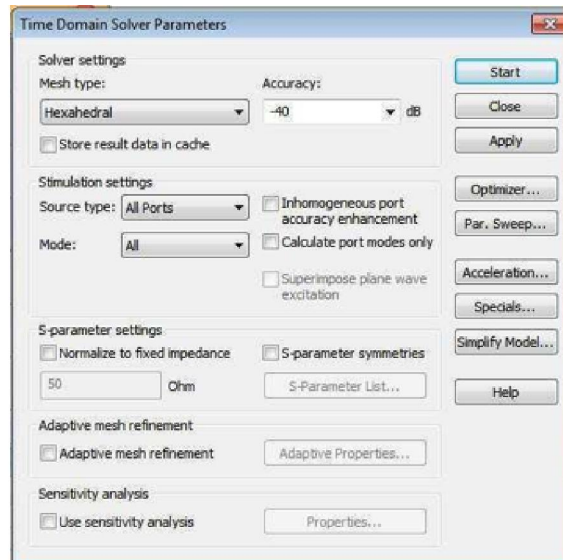 Time Domain Solver Parameters
Solver settings
Mesh type:
Accuracy:
Hexahedral
-40
dB
Store result data in cache
Start
Close
Apply
Stimulation settings
Source type:
All Ports
Inhomogeneous port
accuracy enhancement
Mode:
All
Calculate port modes only
Superimpose plane wave
excitation
Optimizer...
Par. Sweep...
Acceleration...
Specials...
Simplify Model...
Help
S-parameter settings
Normalize to fixed impedance
S-parameter symmetries
50
Ohm
S-Parameter List...
Adaptive mesh refinement
Adaptive mesh refinement
Adaptive Properties...
Sensitivity analysis
Use sensitivity analysis
Properties...